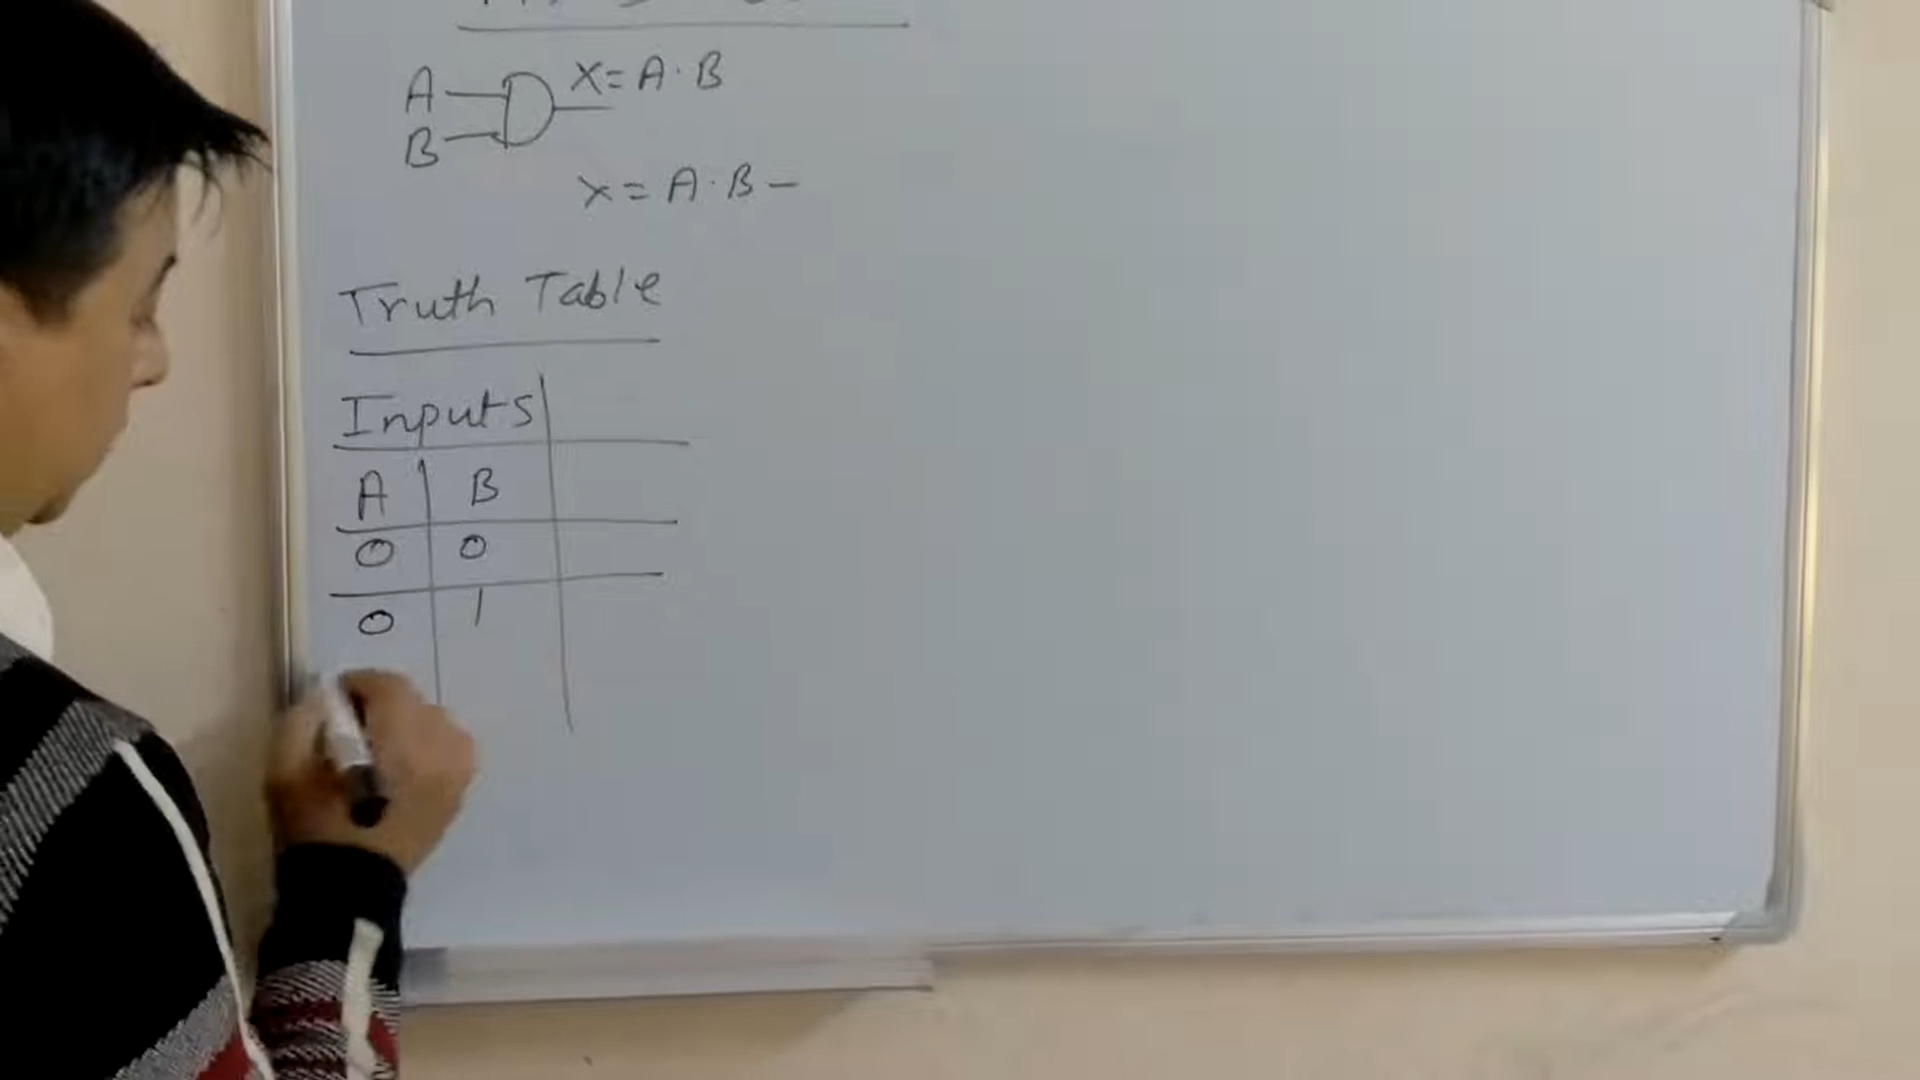 A
X=A·B
B
X=A·B-
Truth Table
Inputs
A B
0 0
0 1